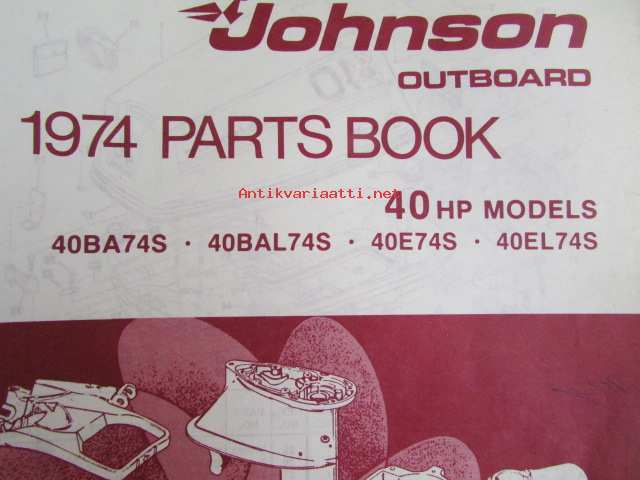 Johnson
OUTBOARD
1974 PARTS BOOK
Antikvariaatti.net
40 HP MODELS
40BA74S · 40BAL74S · 40E74S · 40EL74S